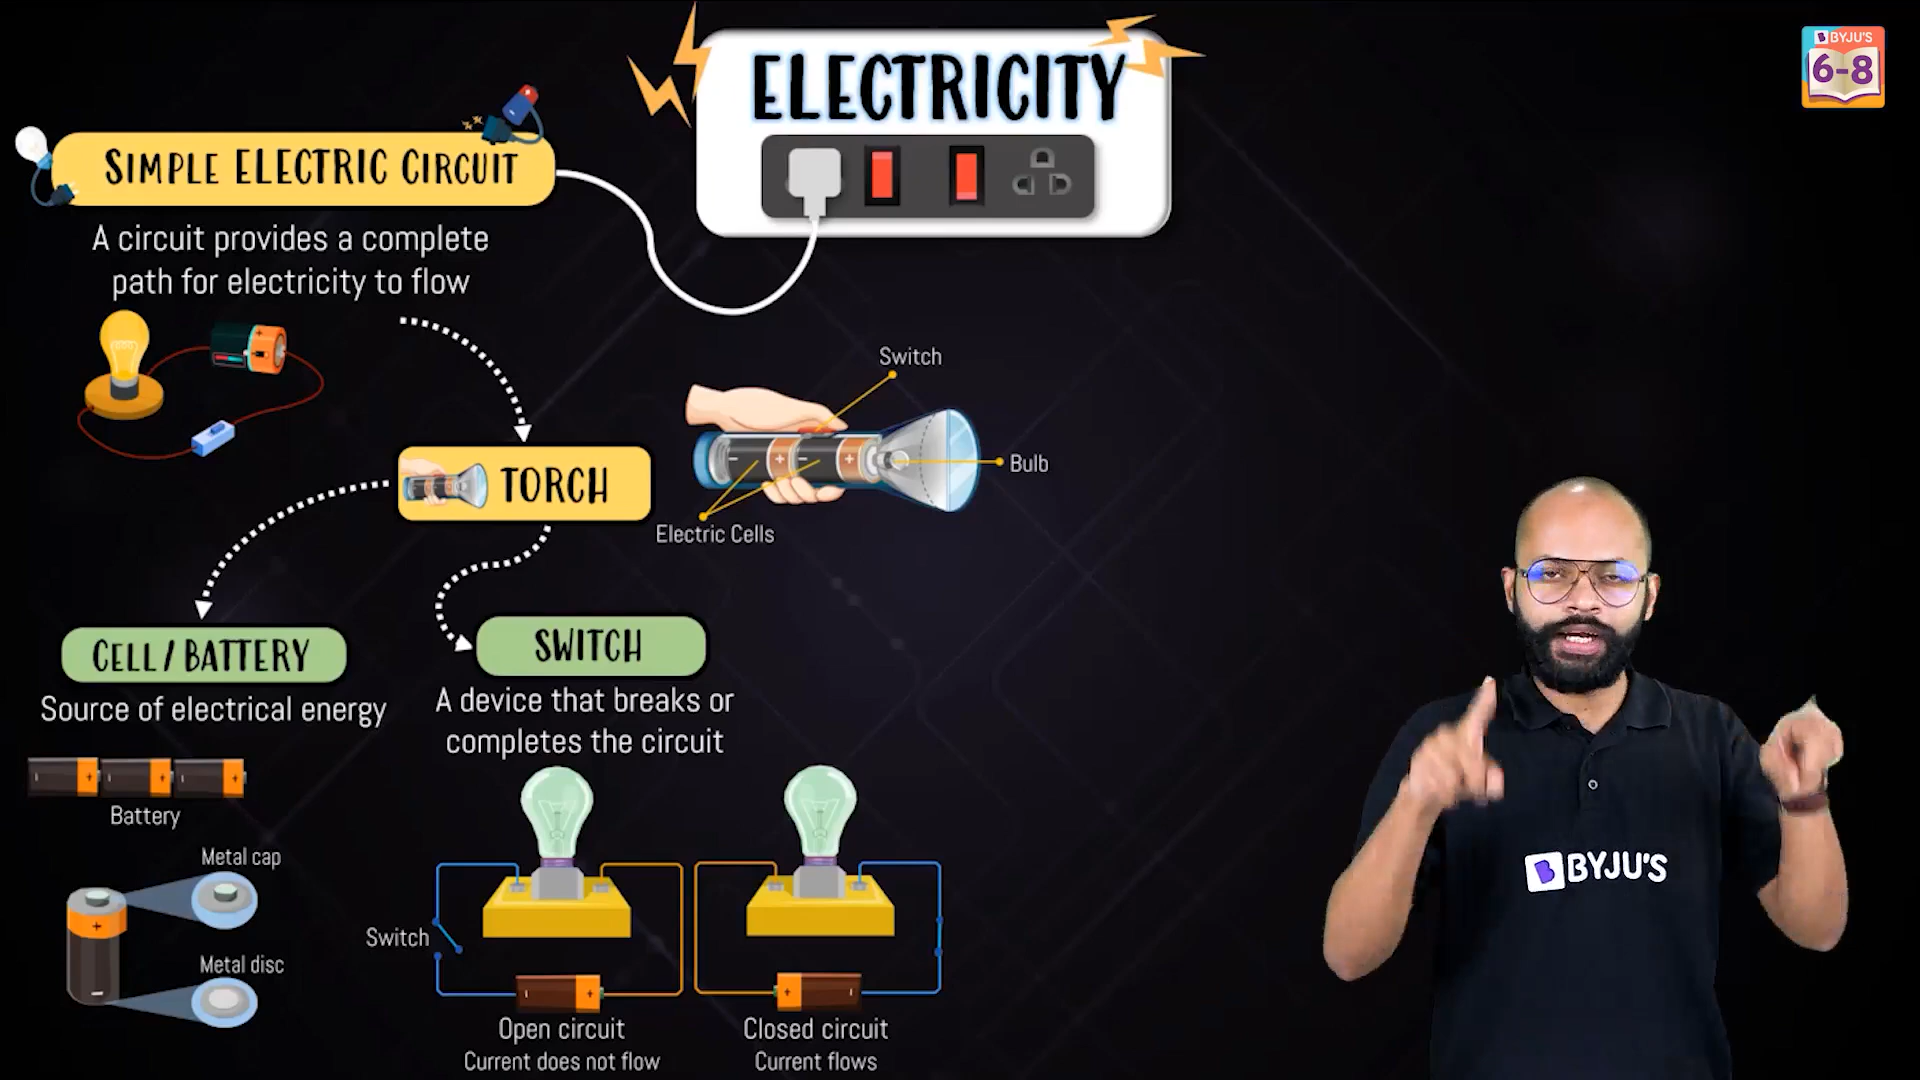 ELECTRICITY
BYJU'S
6-8
SIMPLE ELECTRIC CIRCUIT
A circuit provides a complete
path for electricity to flow
TORCH
Switch
Bulb
Electric Cells
CELL / BATTERY
Source of electrical energy
Battery
Metal cap
Metal disc
SWITCH
A device that breaks or
completes the circuit
Switch
Open circuit
Current does not flow
Closed circuit
Current flows
BYJU'S